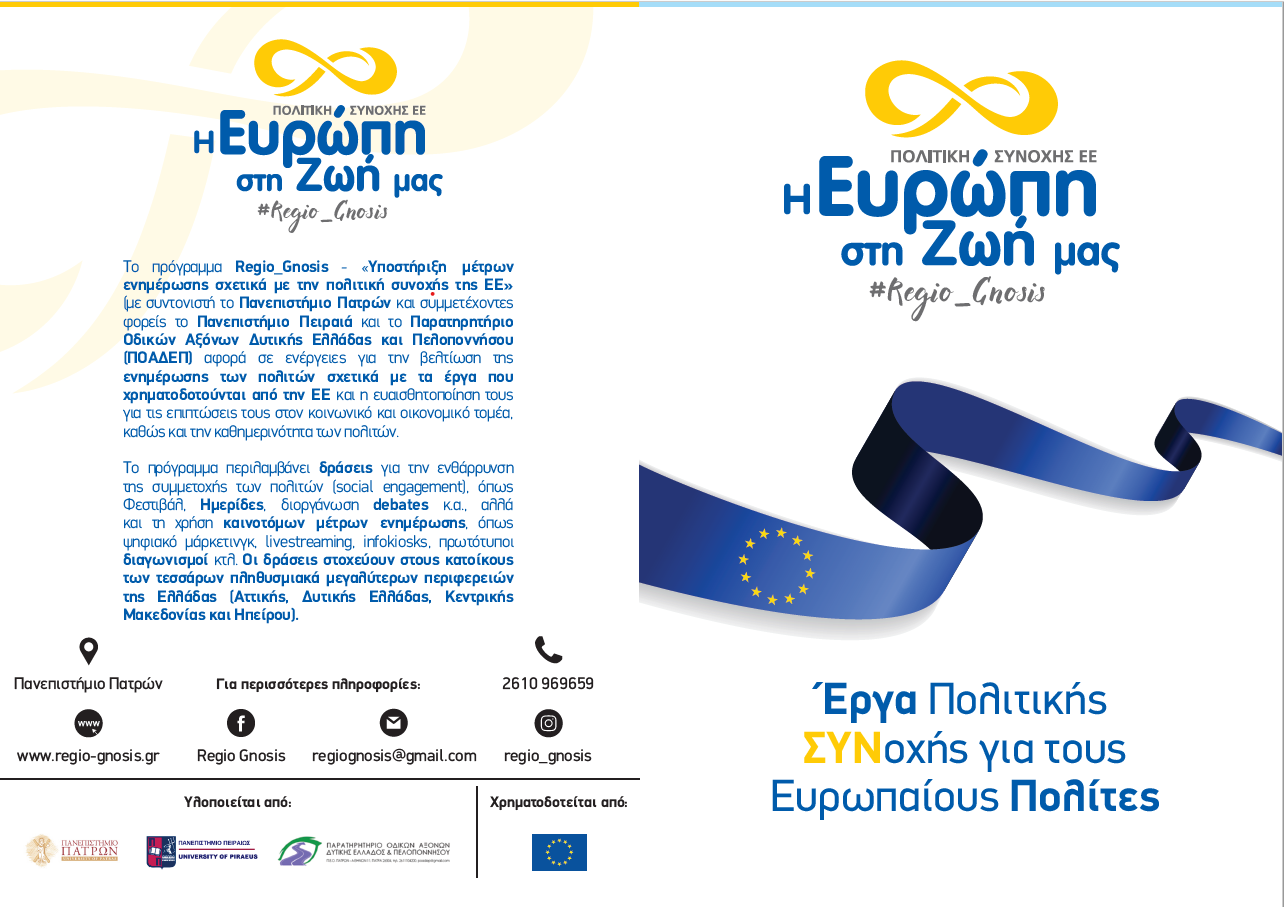 ΠΟΛΙΤΙΚΗ ΣΥΝΟΧΗΣ ΕΕ
Η Ευρώπη
στη Ζωή μας
#Regio_Gnosis
Το πρόγραμμα Regio_Gnosis - «Υποστήριξη μέτρων
ενημέρωσης σχετικά με την πολιτική συνοχής της ΕΕ»
(με συντονιστή το Πανεπιστήμιο Πατρών και συμμετέχοντες
φορείς το Πανεπιστήμιο Πειραιά και το Παρατηρητήριο
Οδικών Αξόνων Δυτικής Ελλάδας και Πελοποννήσου
(ΠΟΑΔΕΠ) αφορά σε ενέργειες για την βελτίωση της
ενημέρωσης των πολιτών σχετικά με τα έργα που
χρηματοδοτούνται από την ΕΕ και η ευαισθητοποίηση τους
για τις επιπτώσεις τους στον κοινωνικό και οικονομικό τομέα,
καθώς και την καθημερινότητα των πολιτών.
Το πρόγραμμα περιλαμβάνει δράσεις για την ενθάρρυνση
της συμμετοχής των πολιτών (social engagement), όπως
Φεστιβάλ, Ημερίδες, διοργάνωση debates κ.α., αλλά
και τη χρήση καινοτόμων μέτρων ενημέρωσης, όπως
ψηφιακό μάρκετινγκ, livestreaming, infokiosks, πρωτότυποι
διαγωνισμοί κτλ. Οι δράσεις στοχεύουν στους κατοίκους
των τεσσάρων πληθυσμιακά μεγαλύτερων περιφερειών
της Ελλάδας (Αττικής, Δυτικής Ελλάδας, Κεντρικής
Μακεδονίας και Ηπείρου).
Πανεπιστήμιο Πατρών
Για περισσότερες πληροφορίες:
2610 969659
www
www.regio-gnosis.gr
Regio Gnosis
regiognosis@gmail.com
regio_gnosis
Υλοποιείται από:
Χρηματοδοτείται από:
ΠΑΝΕΠΙΣΤΗΜΙΟ
ΠΑΤΡΩΝ
UNIVERSITY OF PATRAS
ΠΑΝΕΠΙΣΤΗΜΙΟ ΠΕΙΡΑΙΩΣ
UNIVERSITY OF PIRAEUS
ΠΑΡΑΤΗΡΗΤΗΡΙΟ ΟΔΙΚΩΝ ΑΞΟΝΩΝ
ΔΥΤΙΚΗΣ ΕΛΛΑΔΟΣ & ΠΕΛΟΠΟΝΝΗΣΟΥ
ΠΟΛΙΤΙΚΗ ΣΥΝΟΧΗΣ ΕΕ
Η Ευρώπη
στη Ζωή μας
#Regio_Gnosis
Έργα Πολιτικής
ΣΥΝοχής για τους
Ευρωπαίους Πολίτες